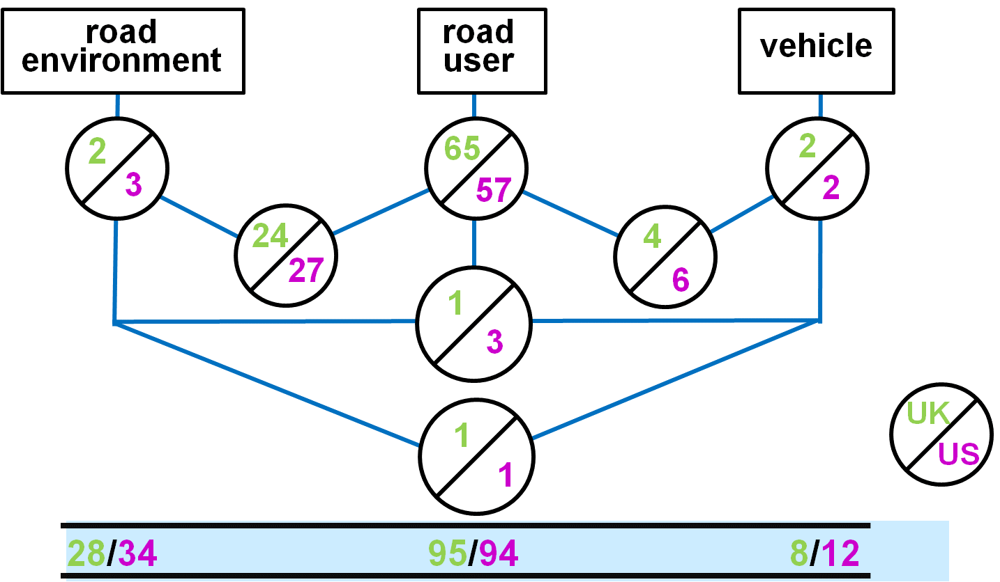 road
environment
road
user
vehicle
2
3
65
57
2
2
24
27
4
6
1
3
1
1
UK
US
28/34
95/94
8/12